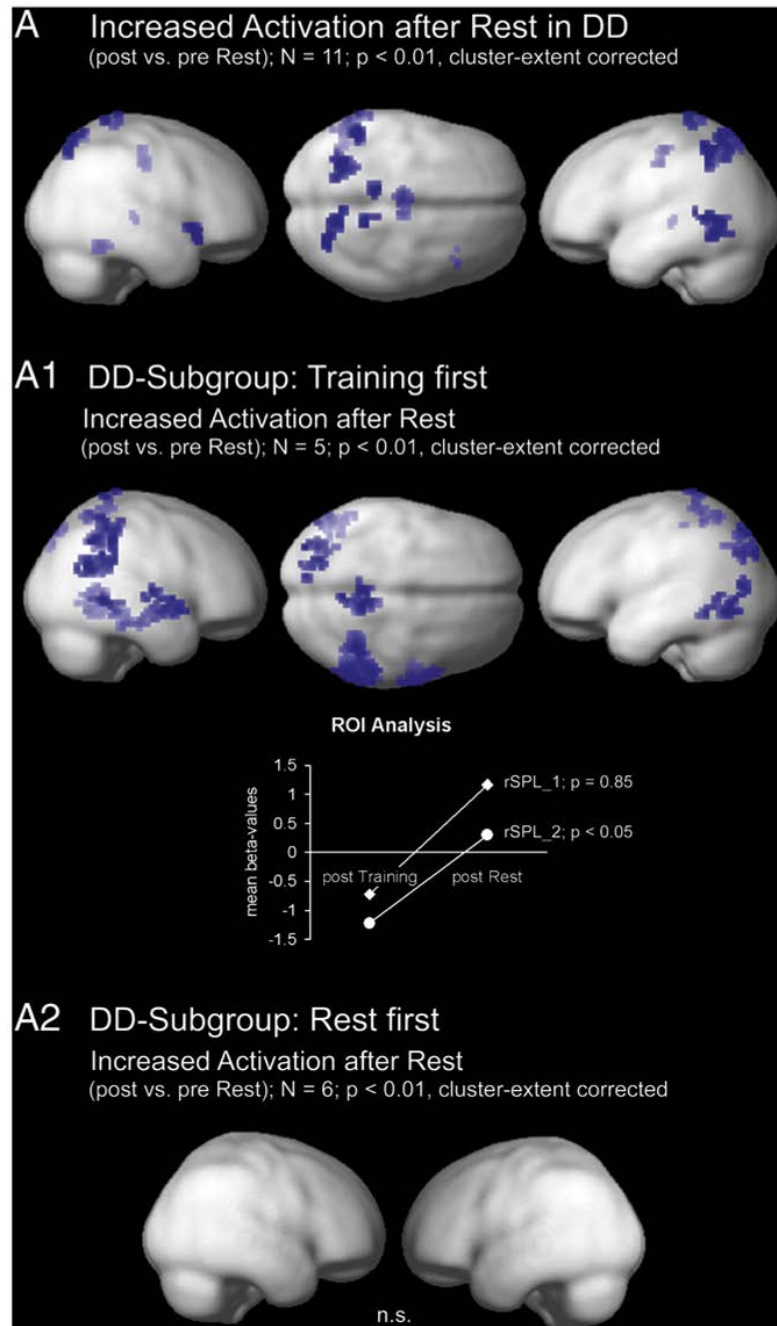 A Increased Activation after Rest in DD
(post vs. pre Rest); N = 11; p < 0.01, cluster-extent corrected
A1 DD-Subgroup: Training first
Increased Activation after Rest
(post vs. pre Rest); N = 5; p < 0.01, cluster-extent corrected
ROI Analysis
mean beta-values
1.5
1
0.5
0
-0.5
-1
-1.5
rSPL_1; p = 0.85
rSPL_2; p < 0.05
post Training
post Rest
A2 DD-Subgroup: Rest first
Increased Activation after Rest
(post vs. pre Rest); N = 6; p < 0.01, cluster-extent corrected
n.s.